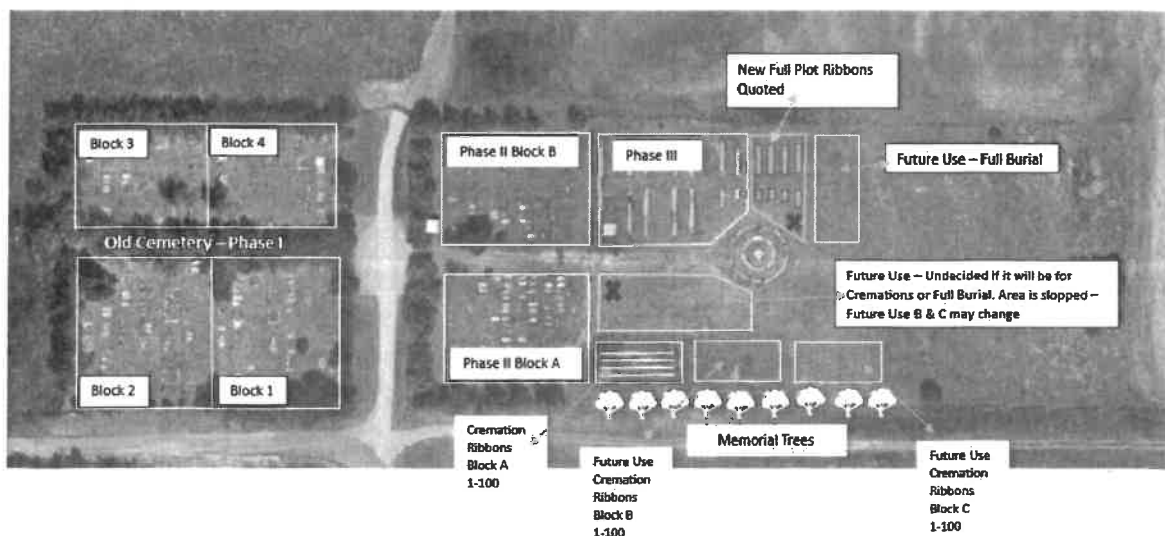 New Full Plot Ribbons
Quoted
Block 3
Block 4
Phase II Block B
Phase III
Future Use – Full Burial
Old Cemetery – Phase I
Future Use – Undecided if it will be for
Cremations or Full Burial. Area is slopped –
Future Use B & C may change
Block 2
Block 1
Phase II Block A
Memorial Trees
Cremation
Ribbons
Block A
1-100
Future Use
Cremation
Ribbons
Block B
1-100
Future Use
Cremation
Ribbons
Block C
1-100